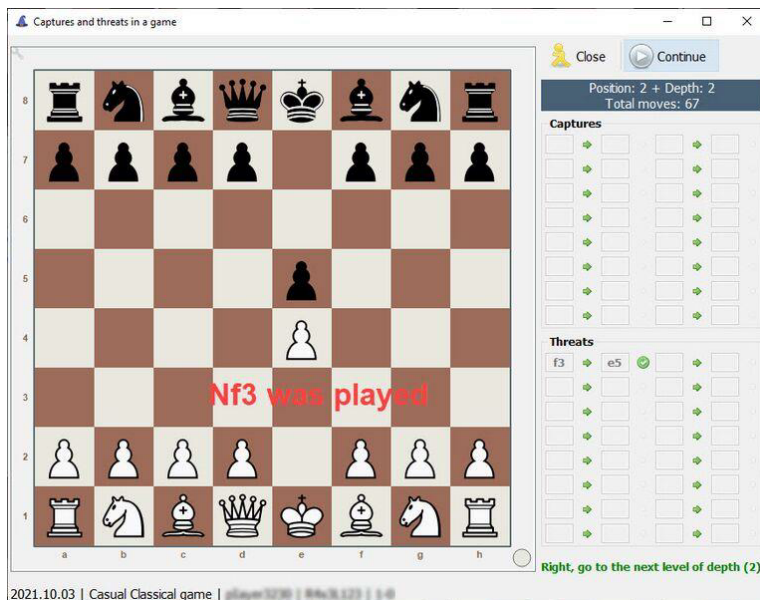 Captures and threats in a game
Close
Continue
Position: 2 + Depth: 2
Total moves: 67
Captures
8
7
6
5
4
3
2
1
Nf3 was played
Threats
f3
e5
a b c d e f g h
Right, go to the next level of depth (2)
2021.10.03 | Casual Classical game |